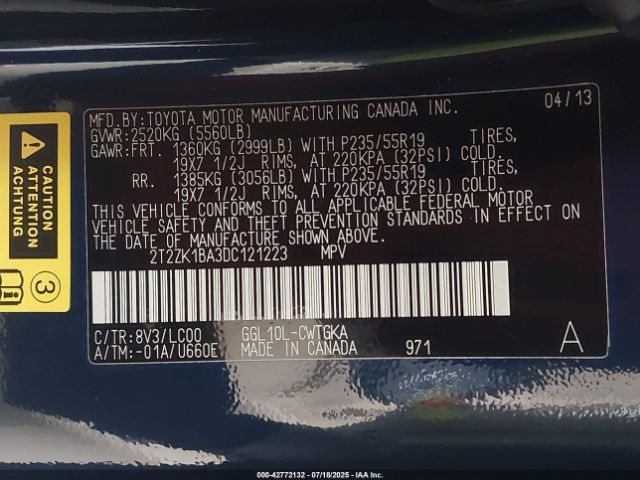 CAUTION
ATTENTION
ACHTUNG
3
MFD.BY:TOYOTA MOTOR MANUFACTURING CANADA INC. 04/13
GVWR:2520KG (5560LB)
GAWR:FRT. 1360KG (2999LB) WITH P235/55R19 TIRES,
19X7 1/2J RIMS, AT 220KPA (32PSI) COLD.
RR. 1385KG (3056LB) WITH P235/55R19 TIRES,
19X7 1/2J RIMS, AT 220KPA (32PSI) COLD.
THIS VEHICLE CONFORMS TO ALL APPLICABLE FEDERAL MOTOR
VEHICLE SAFETY AND THEFT PREVENTION STANDARDS IN EFFECT ON
THE DATE OF MANUFACTURE SHOWN ABOVE.
2T2ZK1BA3DC121223 MPV
C/TR:8V3/LC00 GGL10L-CWTGKA
A/TM:-01A/U660E MADE IN CANADA 971 A
000-42772132 - 07/18/2025 - IAA Inc.